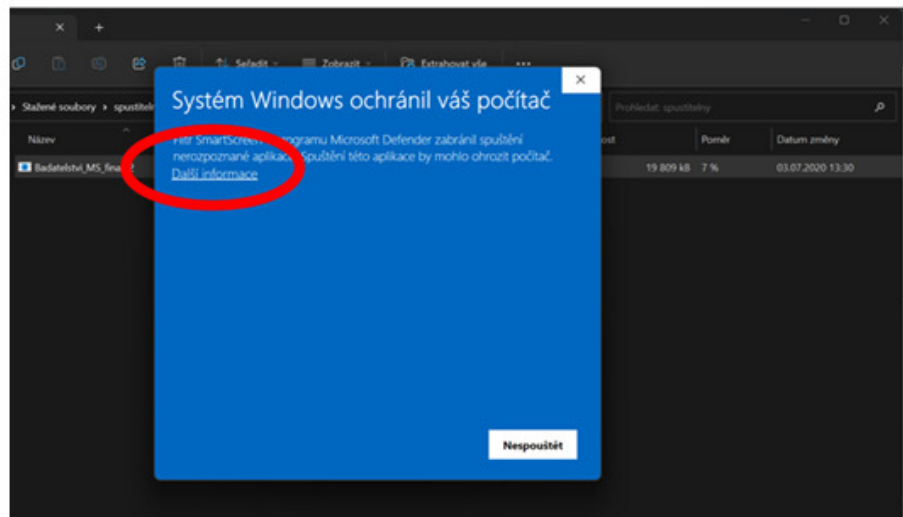 Seřadit
Zobrazit
Extrahovat vše
Stažené soubory
Prohledat: spustitelny
Název
Poměr
Datum změny
19 809 kB 7 %
03.07.2020 13:30
Systém Windows ochránil váš počítač
Filtr SmartScreen programu Microsoft Defender zabránil spuštění
nerozpoznané aplikace. Spuštění této aplikace by mohlo ohrozit počítač.
Další informace
Nespouštět